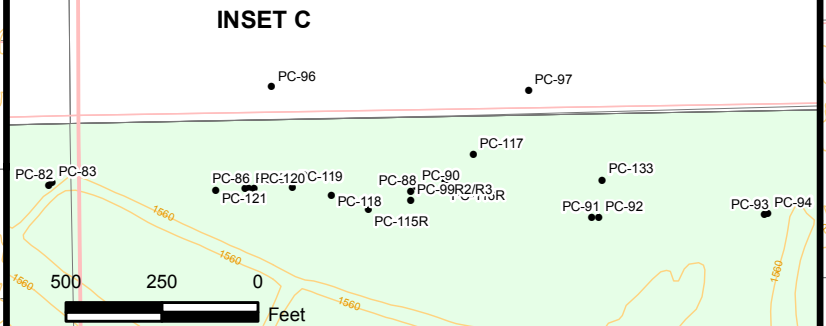 INSET C
PC-96
PC-97
PC-117
PC-82
PC-83
PC-86
PC-120
C-119
PC-88
PC-90
PC-133
PC-121
PC-118
PC-99R2/R3
PC-115R
PC-91
PC-92
PC-93
PC-94
1560
1560
1560
1560
1560
500 250 0
Feet